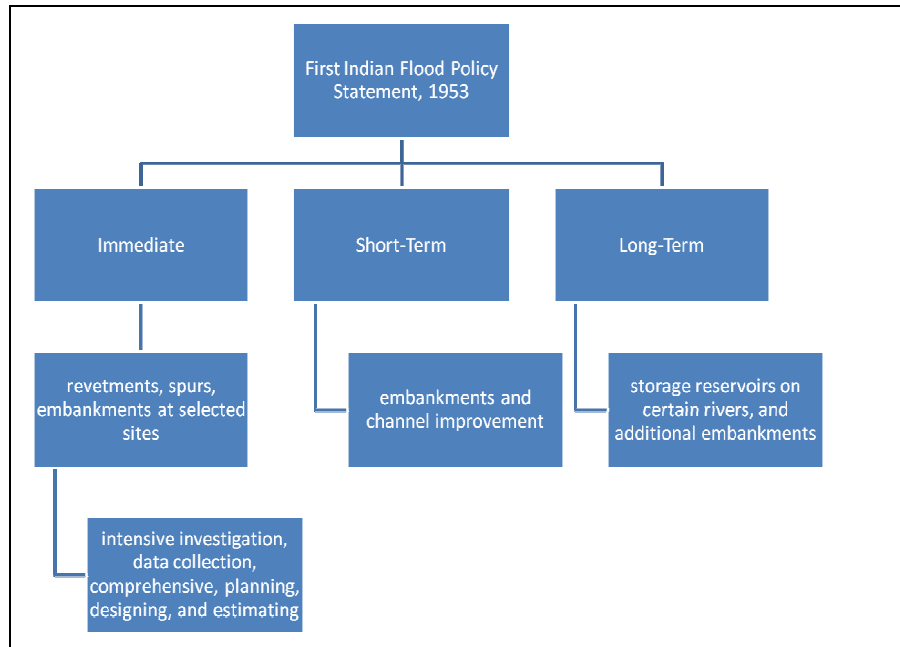 First Indian Flood Policy
Statement, 1953
Immediate
Short-Term
Long-Term
revetments, spurs,
embankments at selected
sites
embankments and
channel improvement
storage reservoirs on
certain rivers, and
additional embankments
intensive investigation,
data collection,
comprehensive, planning,
designing, and estimating